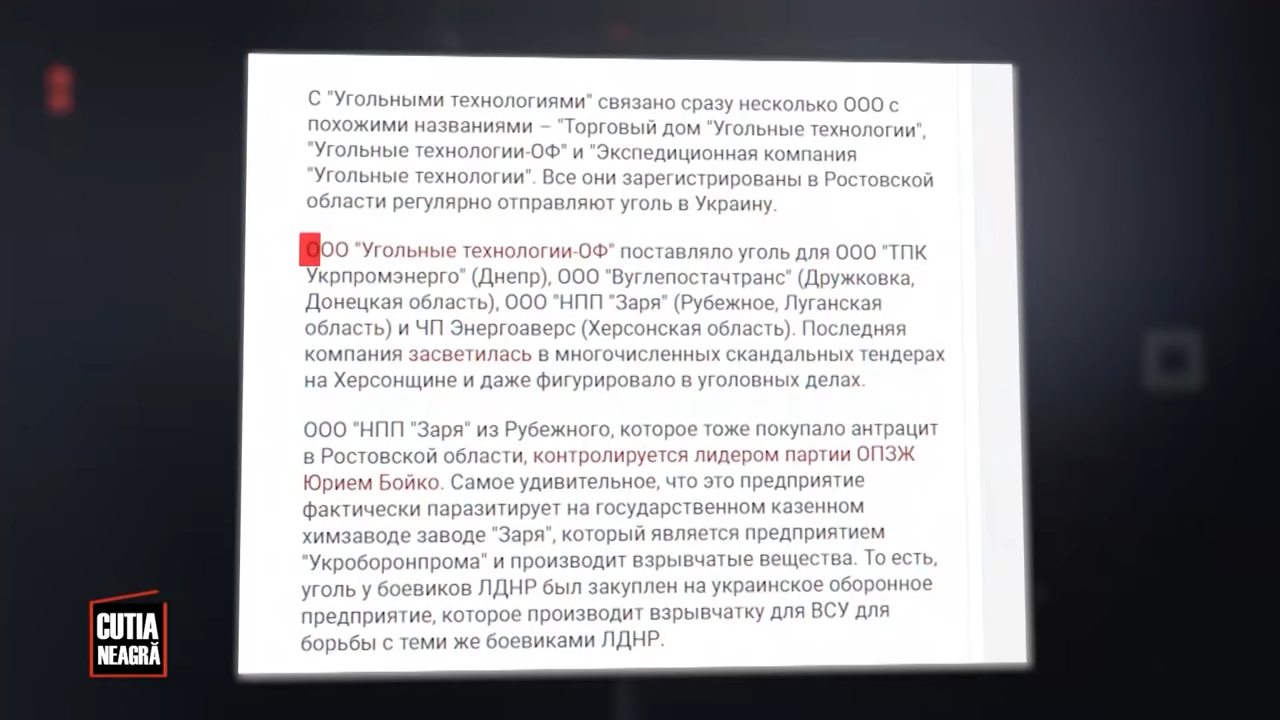 С "Угольными технологиями" связано сразу несколько ООО с
похожими названиями – "Торговый дом "Угольные технологии",
"Угольные технологии-ОФ" и "Экспедиционная компания
"Угольные технологии". Все они зарегистрированы в Ростовской
области регулярно отправляют уголь в Украину.
ООО "Угольные технологии-ОФ" поставляло уголь для ООО "ТПК
Укрпромэнерго" (Днепр), ООО "Вуглепостачтранс" (Дружковка,
Донецкая область), ООО "НПП "Заря" (Рубежное, Луганская
область) и ЧП Энергоаверс (Херсонская область). Последняя
компания засветилась в многочисленных скандальных тендерах
на Херсонщине и даже фигурировало в уголовных делах.
ООО "НПП "Заря" из Рубежного, которое тоже покупало антрацит
в Ростовской области, контролируется лидером партии ОПЗЖ
Юрием Бойко. Самое удивительное, что это предприятие
фактически паразитирует на государственном казенном
химзаводе заводе "Заря", который является предприятием
"Укроборонпрома" и производит взрывчатые вещества. То есть,
уголь у боевиков ЛДНР был закуплен на украинское оборонное
предприятие, которое производит взрывчатку для ВСУ для
борьбы с теми же боевиками ЛДНР.
CUTIA
NEAGRĂ